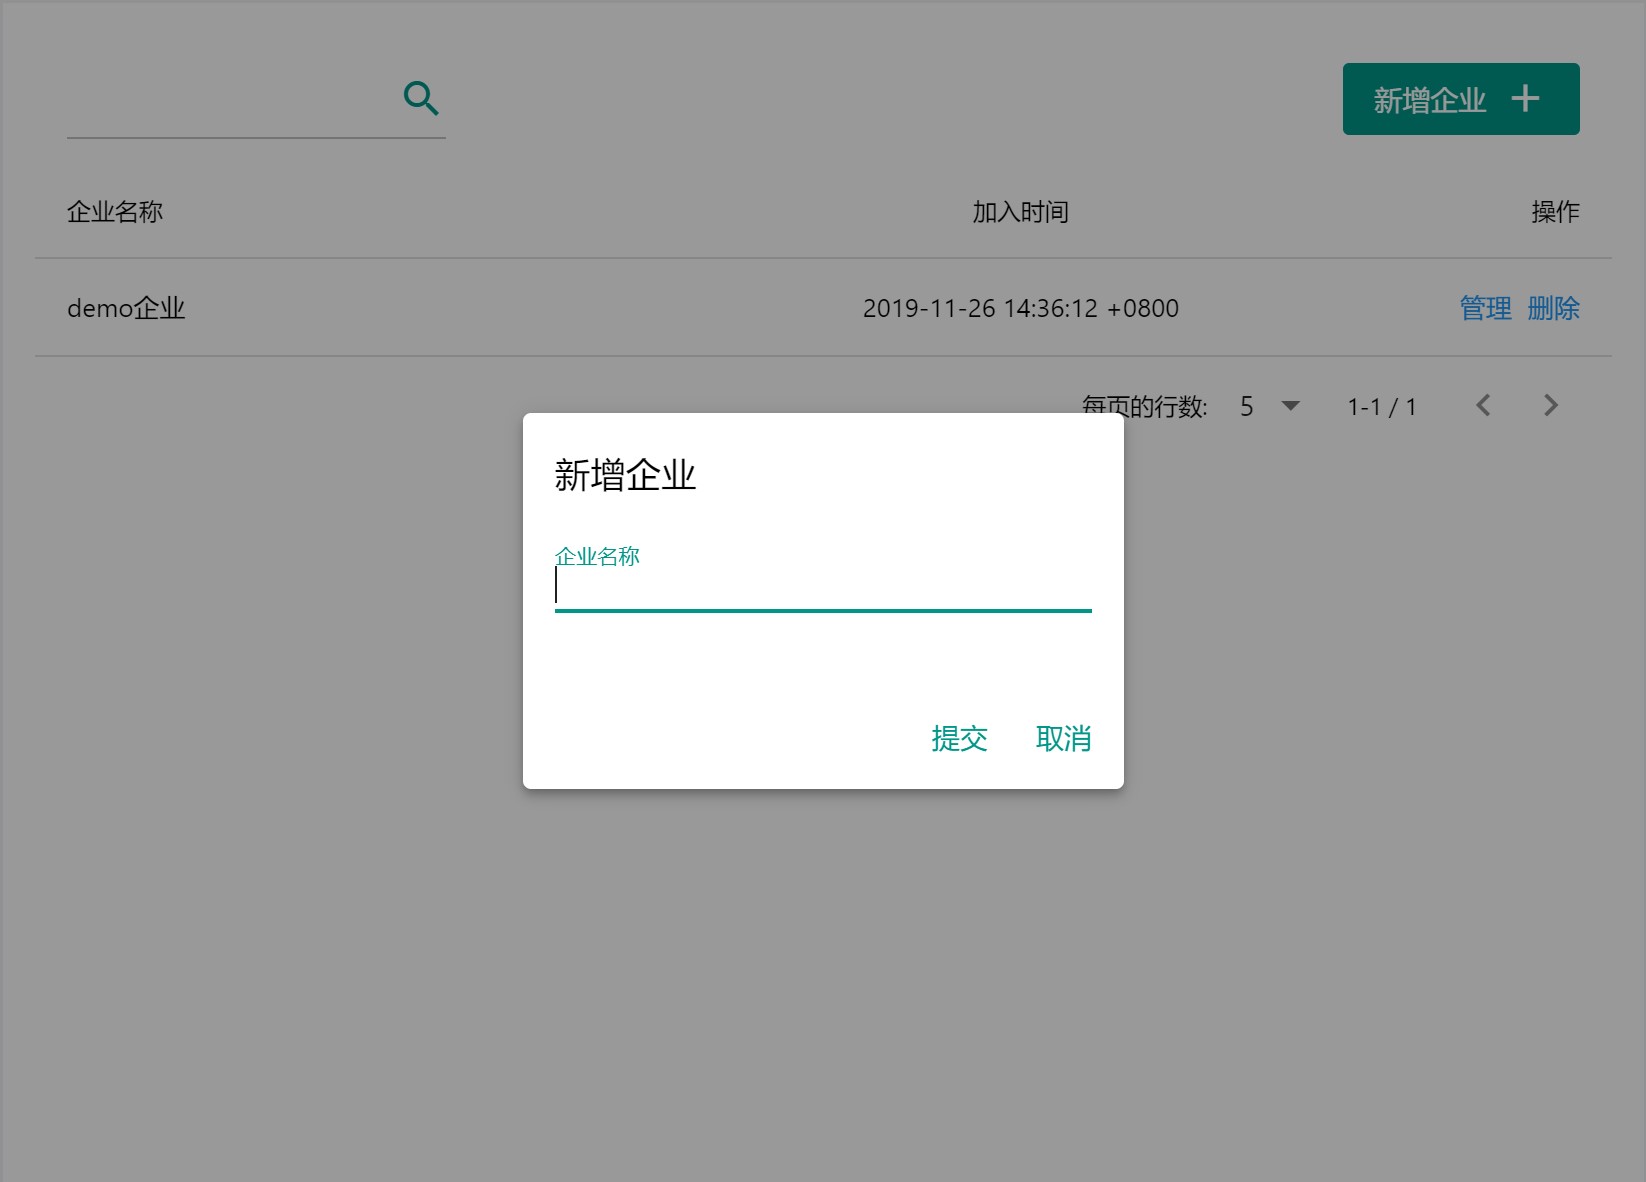 新增企业
企业名称 加入时间 操作
demo企业 2019-11-26 14:36:12 +0800 管理 删除
每页的行数: 5 1-1 / 1
新增企业
企业名称
提交 取消